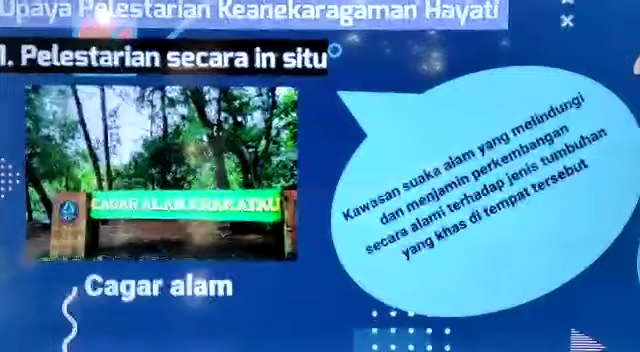 Upaya Pelestarian Keanekaragaman Hayati
1. Pelestarian secara in situ
CAGAR ALAM
Cagar alam
Kawasan suaka alam yang melindungi
dan menjamin perkembangan
secara alami terhadap jenis tumbuhan
yang khas di tempat tersebut